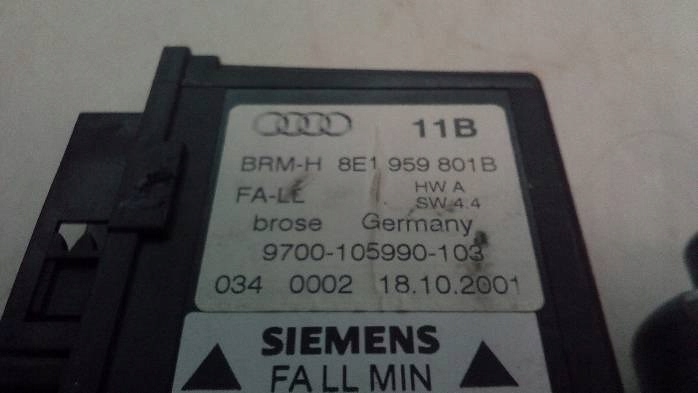 11B
BRM-H 8E1 959 801B
FA-LL HW A
SW 4.4
brose Germany
9700-105990-103
034 0002 18.10.2001
SIEMENS
FA LL MIN